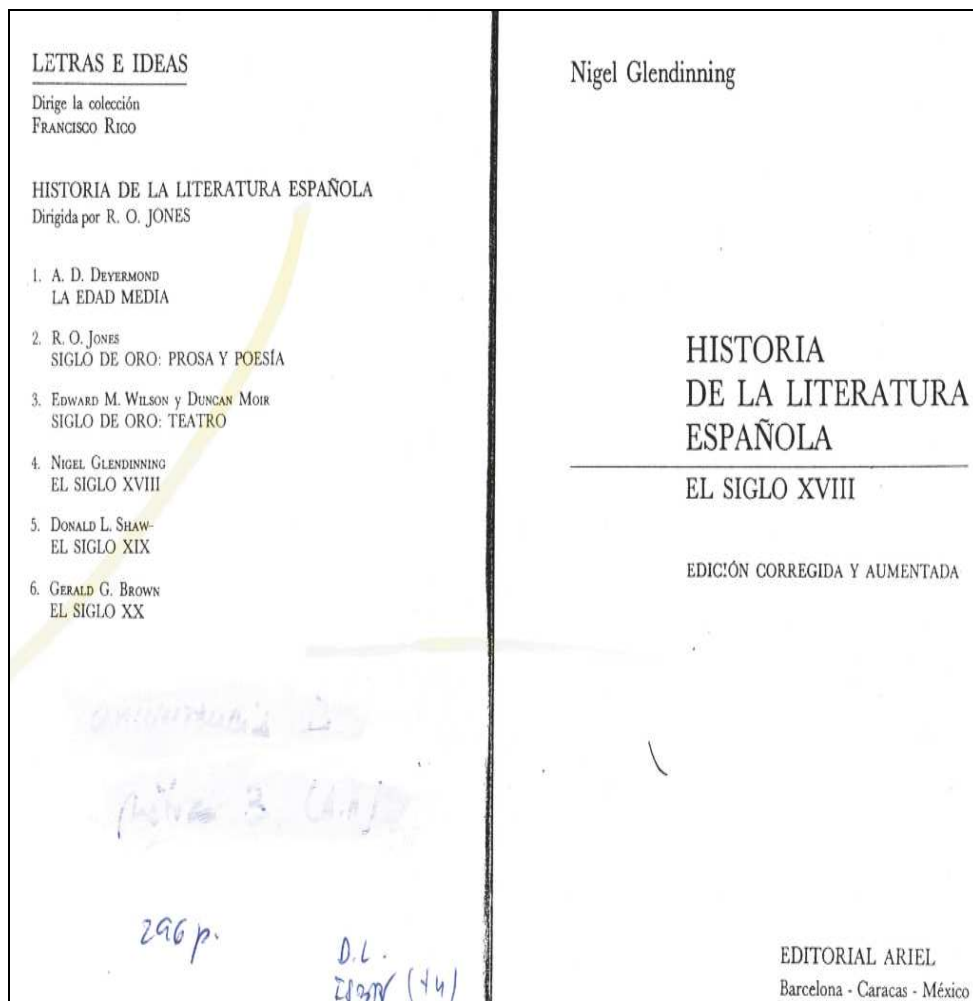 LETRAS E IDEAS
Dirige la colección
FRANCISCO RICO
HISTORIA DE LA LITERATURA ESPAÑOLA
Dirigida por R. O. JONES
1. A. D. DEYERMOND
LA EDAD MEDIA
2. R. O. JONES
SIGLO DE ORO: PROSA Y POESÍA
3. EDWARD M. WILSON y DUNCAN MOIR
SIGLO DE ORO: TEATRO
4. NIGEL GLENDINNING
EL SIGLO XVIII
5. DONALD L. SHAW
EL SIGLO XIX
6. GERALD G. BROWN
EL SIGLO XX
296 p.
D.L.
ISBN
Nigel Glendinning
HISTORIA
DE LA LITERATURA
ESPAÑOLA
EL SIGLO XVIII
EDICIÓN CORREGIDA Y AUMENTADA
EDITORIAL ARIEL
Barcelona - Caracas - México